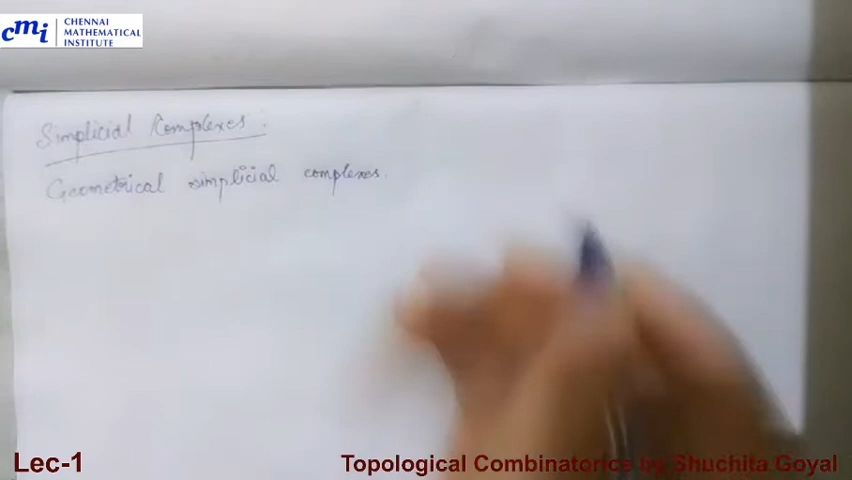 cmi
CHENNAI
MATHEMATICAL
INSTITUTE
Simplicial Complexes :
Geometrical simplicial complexes.
Lec-1
Topological Combinatorics by Shuchita Goyal